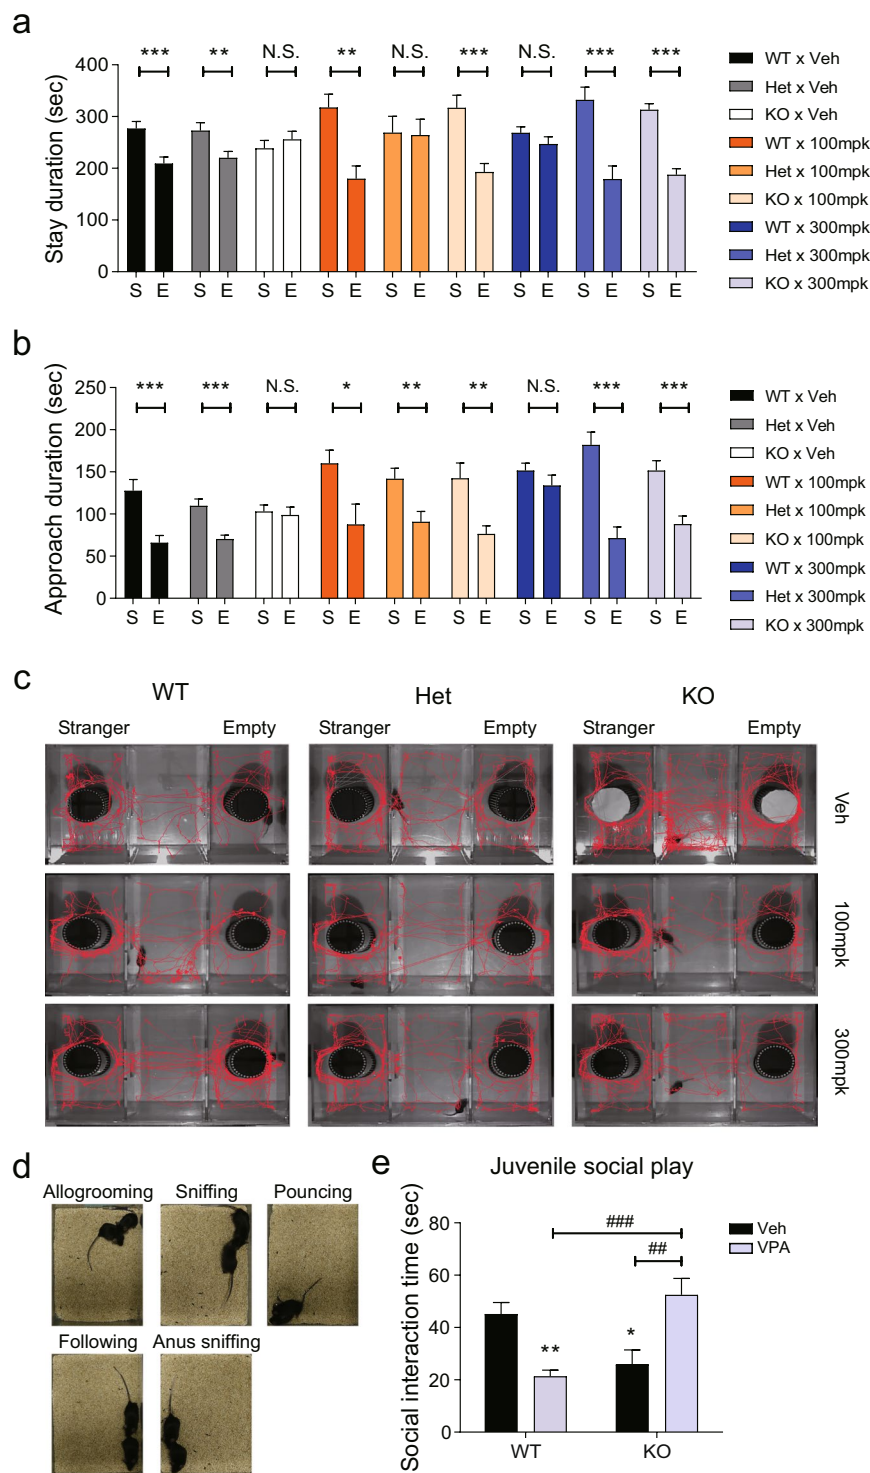 a
Stay duration (sec)
400
300
200
100
0
*** ** N.S. ** N.S. *** N.S. *** ***
S E S E S E S E S E S E S E S E S E
WT x Veh
Het x Veh
KO x Veh
WT x 100mpk
Het x 100mpk
KO x 100mpk
WT x 300mpk
Het x 300mpk
KO x 300mpk
b
Approach duration (sec)
250
200
150
100
50
0
*** *** N.S. * ** ** N.S. *** ***
S E S E S E S E S E S E S E S E S E
WT x Veh
Het x Veh
KO x Veh
WT x 100mpk
Het x 100mpk
KO x 100mpk
WT x 300mpk
Het x 300mpk
KO x 300mpk
c
WT Het KO
Stranger Empty Stranger Empty Stranger Empty
Veh
100mpk
300mpk
d
Allogrooming Sniffing Pouncing
Following Anus sniffing
e
Juvenile social play
Social interaction time (sec)
80
60
40
20
0
###
##
** *
WT KO
Veh
VPA